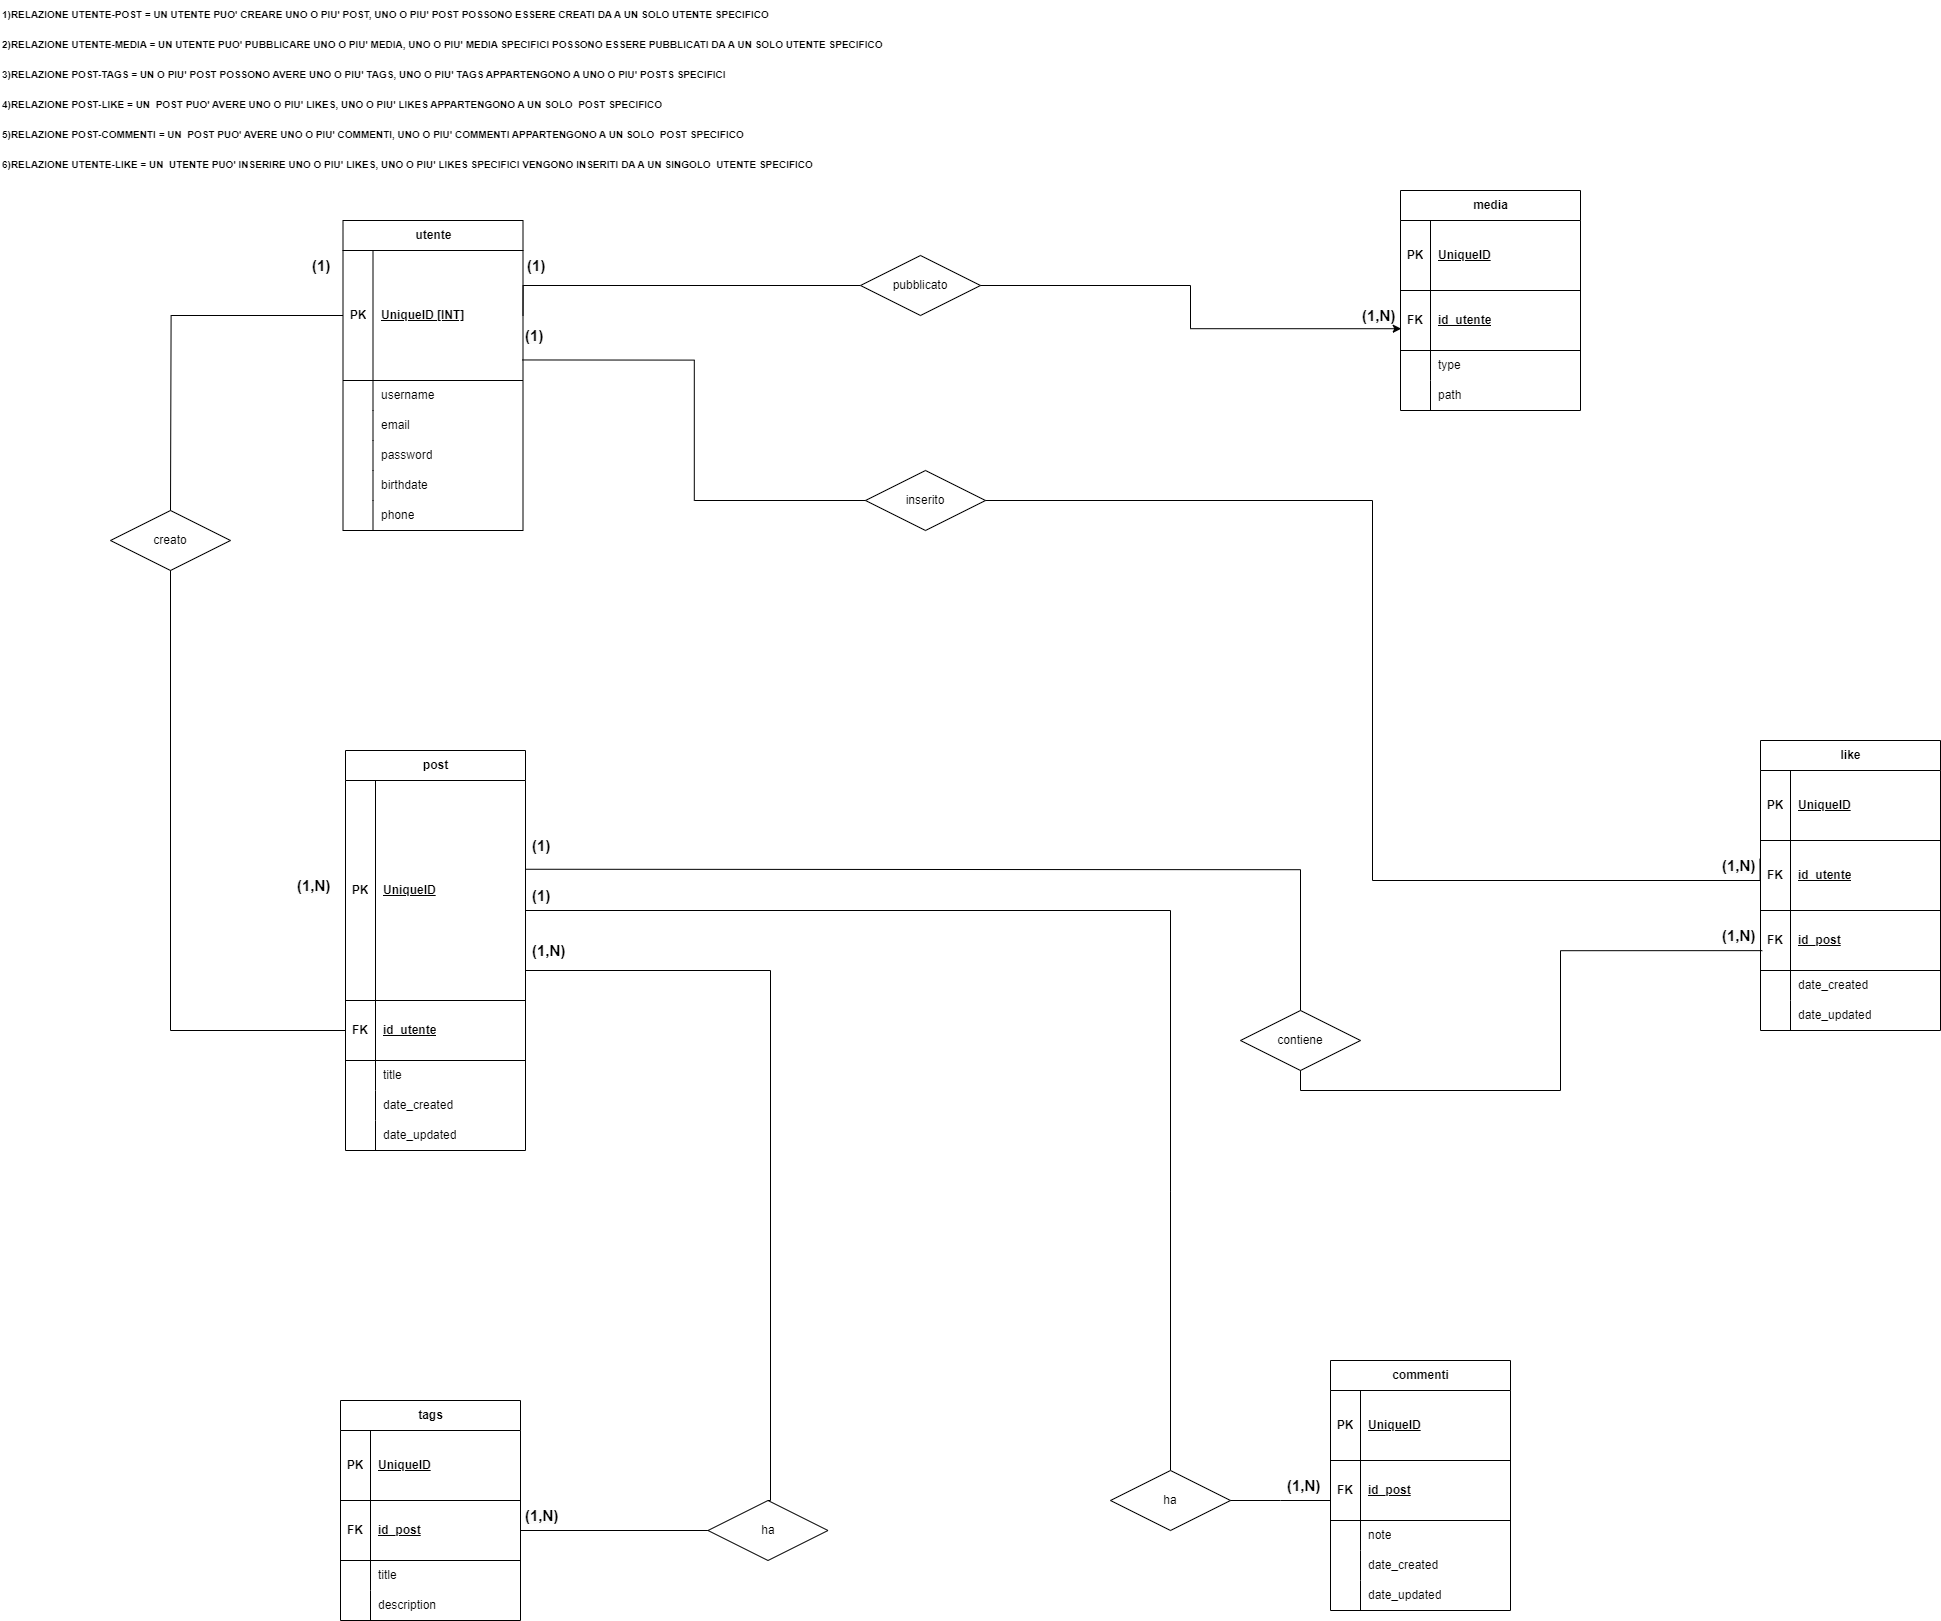 1)RELAZIONE UTENTE-POST = UN UTENTE PUO' CREARE UNO O PIU' POST, UNO O PIU' POST POSSONO ESSERE CREATI DA A UN SOLO UTENTE SPECIFICO
2)RELAZIONE UTENTE-MEDIA = UN UTENTE PUO' PUBBLICARE UNO O PIU' MEDIA, UNO O PIU' MEDIA SPECIFICI POSSONO ESSERE PUBBLICATI DA A UN SOLO UTENTE SPECIFICO
3)RELAZIONE POST-TAGS = UN O PIU' POST POSSONO AVERE UNO O PIU' TAGS, UNO O PIU' TAGS APPARTENGONO A UNO O PIU' POSTS SPECIFICI
4)RELAZIONE POST-LIKE = UN  POST PUO' AVERE UNO O PIU' LIKES, UNO O PIU' LIKES APPARTENGONO A UN SOLO  POST SPECIFICO
5)RELAZIONE POST-COMMENTI = UN  POST PUO' AVERE UNO O PIU' COMMENTI, UNO O PIU' COMMENTI APPARTENGONO A UN SOLO  POST SPECIFICO
6)RELAZIONE UTENTE-LIKE = UN  UTENTE PUO' INSERIRE UNO O PIU' LIKES, UNO O PIU' LIKES SPECIFICI VENGONO INSERITI DA A UN SINGOLO  UTENTE SPECIFICO
utente
(1)
PK UniqueID [INT]
username
email
password
birthdate
phone
(1)
(1)
pubblicato
media
PK UniqueID
(1,N)
FK id_utente
type
path
inserito
creato
post
(1,N)
PK UniqueID
FK id_utente
title
date_created
date_updated
(1)
(1)
(1,N)
like
PK UniqueID
(1,N)
FK id_utente
(1,N)
FK id_post
date_created
date_updated
contiene
tags
PK UniqueID
FK id_post
title
description
(1,N)
ha
ha
(1,N)
commenti
PK UniqueID
FK id_post
note
date_created
date_updated